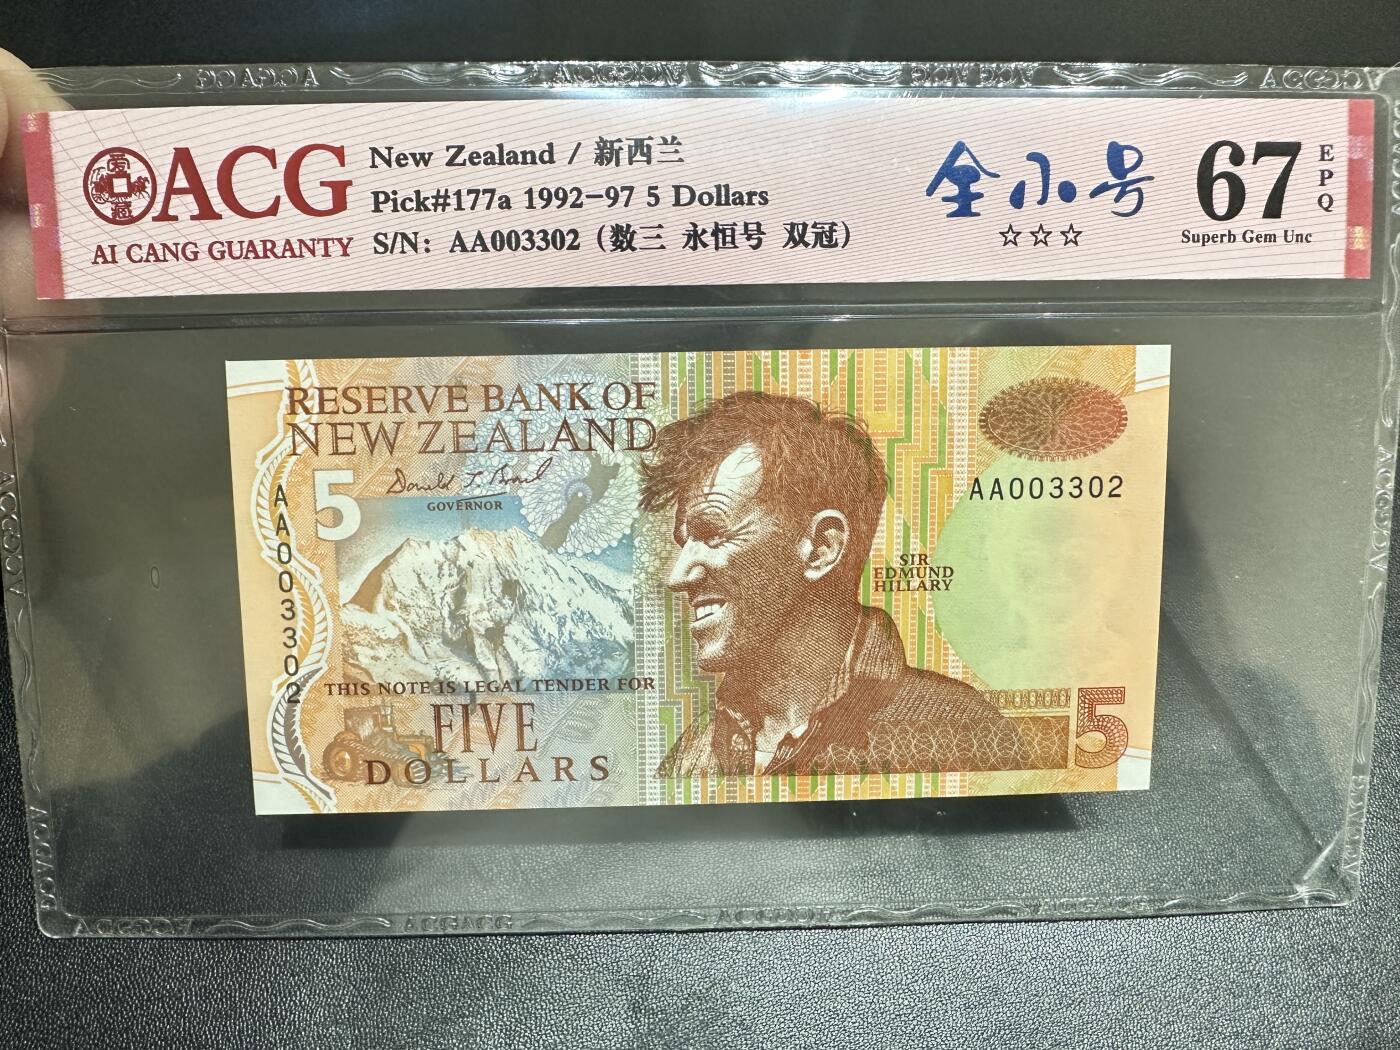 ACG
AI CANG GUARANTY
New Zealand / 新西兰
Pick#177a 1992-97 5 Dollars
S/N: AA003302（数三 永恒号 双冠）
全小号
☆☆☆
67
EPQ
Superb Gem Unc
RESERVE BANK OF
NEW ZEALAND
5
GOVERNOR
AA003302
AA003302
SIR
EDMUND
HILLARY
THIS NOTE IS LEGAL TENDER FOR
FIVE
DOLLARS
5